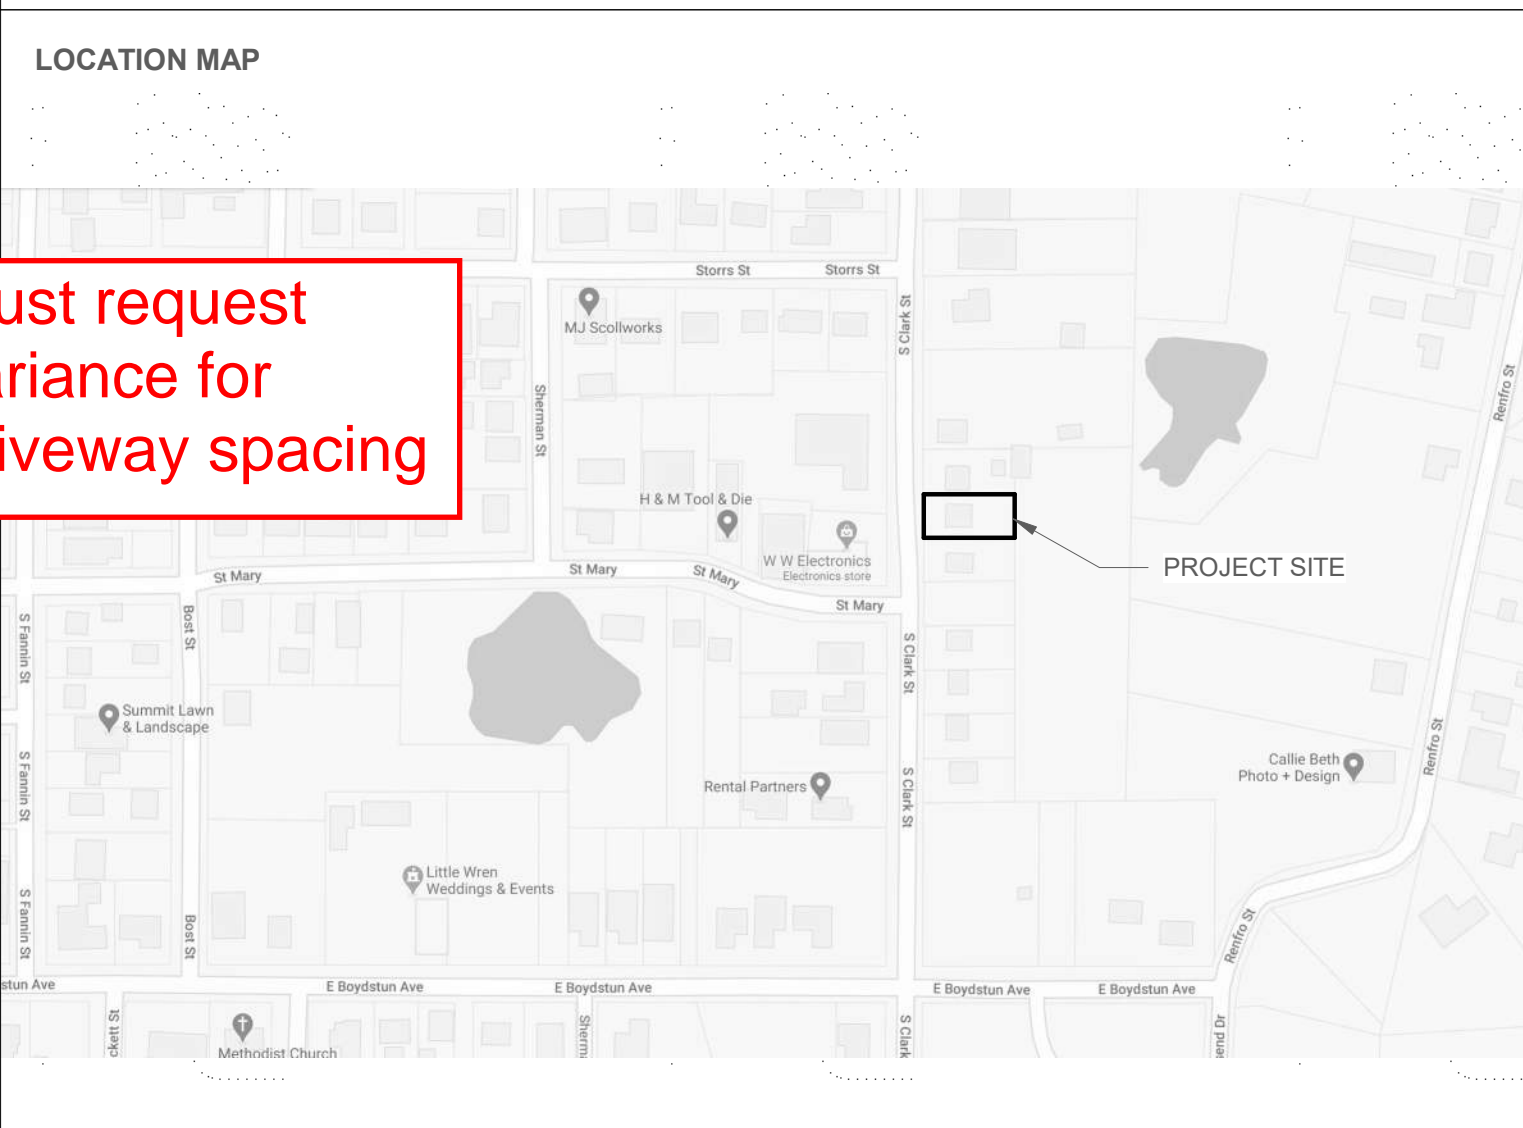 LOCATION MAP
Storrs St
Storrs St
ust request
ariance for
iveway spacing
MJ Scollworks
S Clark St
Renfro St
Sherman St
H & M Tool & Die
W W Electronics
Electronics store
PROJECT SITE
St Mary
St Mary
St Mary
St Mary
S Fannin St
Bost St
S Clark St
Summit Lawn
& Landscape
Renfro St
S Fannin St
Rental Partners
S Clark St
Callie Beth
Photo + Design
Little Wren
Weddings & Events
S Fannin St
Bost St
Renfro St
stun Ave
E Boydstun Ave
E Boydstun Ave
E Boydstun Ave
E Boydstun Ave
ckett St
Methodist Church
Sherm
S Clark
send Dr